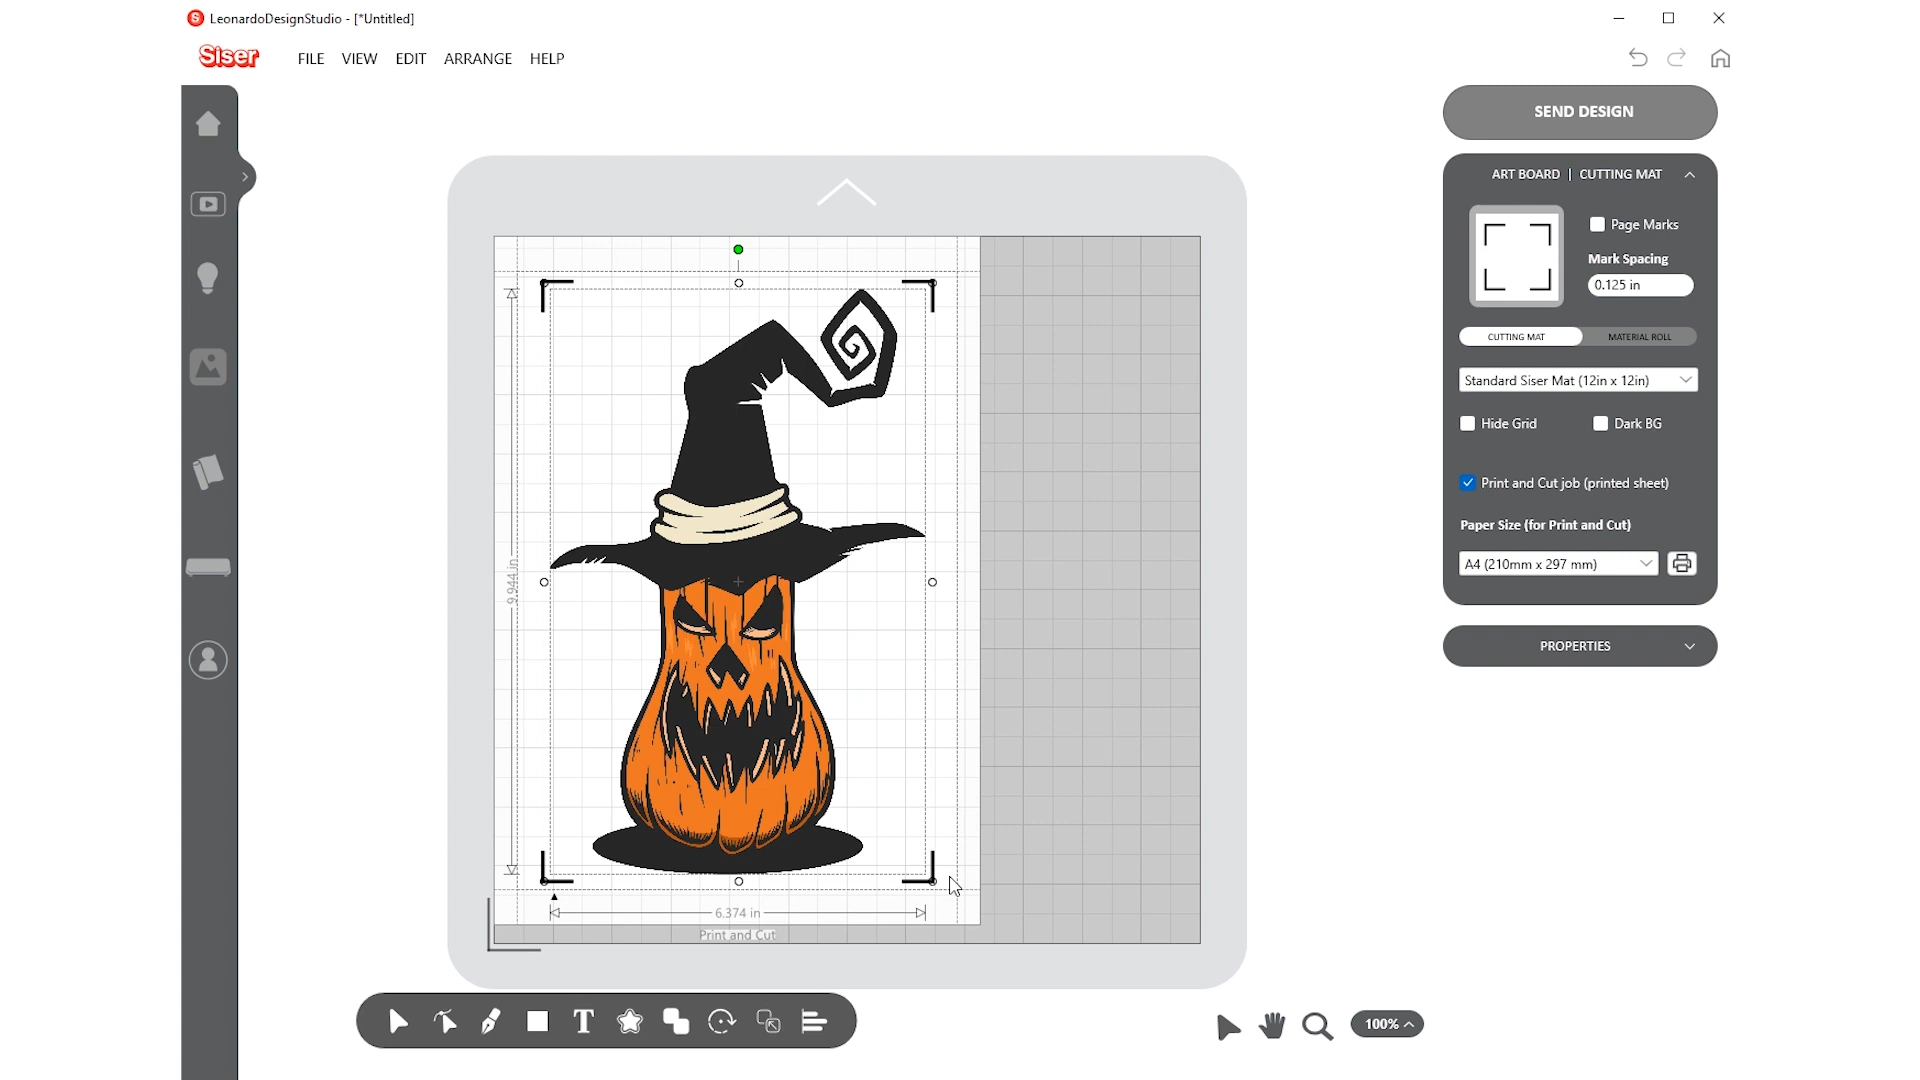 LeonardoDesignStudio - [*Untitled]
Siser FILE VIEW EDIT ARRANGE HELP
SEND DESIGN
ART BOARD | CUTTING MAT
Page Marks
Mark Spacing
0.125 in
CUTTING MAT MATERIAL ROLL
Standard Siser Mat (12in x 12in)
Hide Grid Dark BG
Print and Cut job (printed sheet)
Paper Size (for Print and Cut)
A4 (210mm x 297 mm)
PROPERTIES
9.944 in
6.374 in
Print and Cut
T
100%